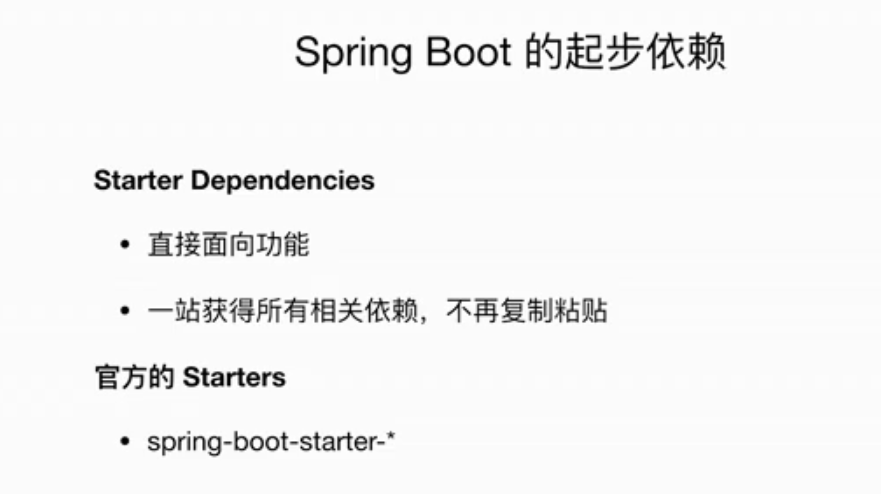 Spring Boot 的起步依赖
Starter Dependencies
• 直接面向功能
• 一站获得所有相关依赖，不再复制粘贴
官方的 Starters
• spring-boot-starter-*